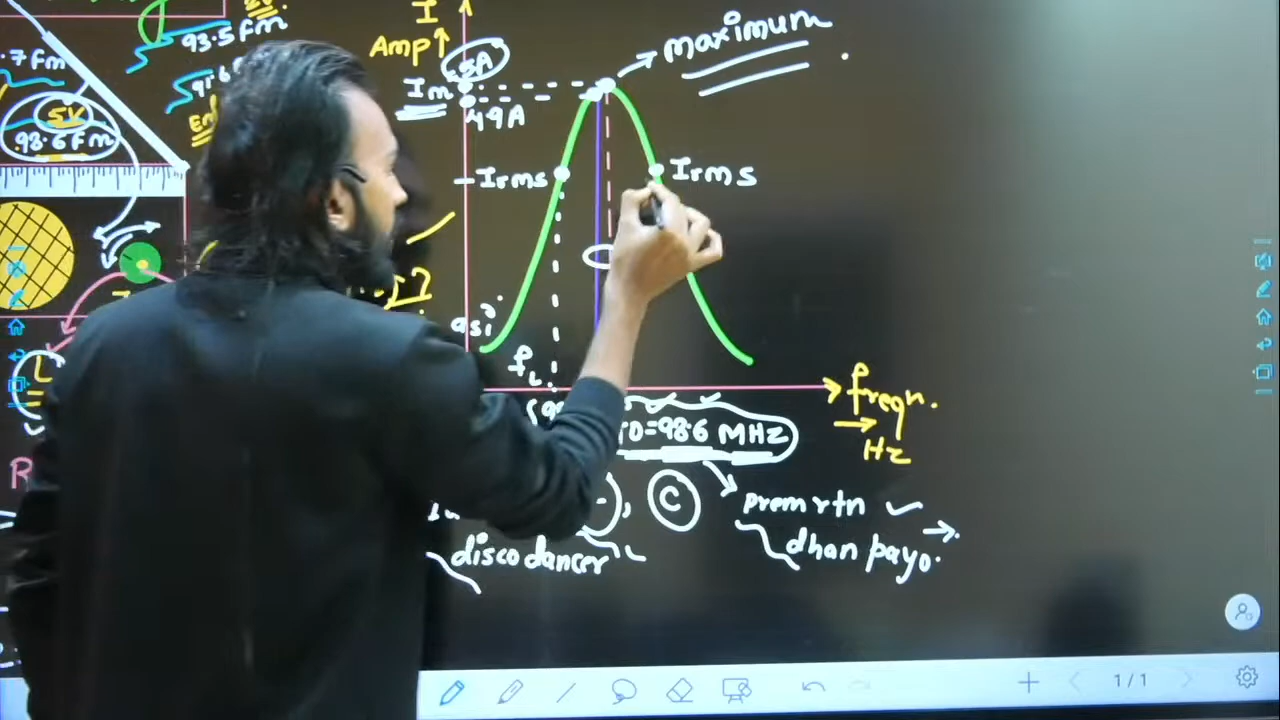 93.5 fm
.7 fm
5V
98.6 fm
I
Amp ↑
5A
Im
49A
maximum
Irms
Irms
fL
freqn.
Hz
= 98.6 MHz
C
prem rtn ✓
dhan payo.
disco dancer
L
R
1/1